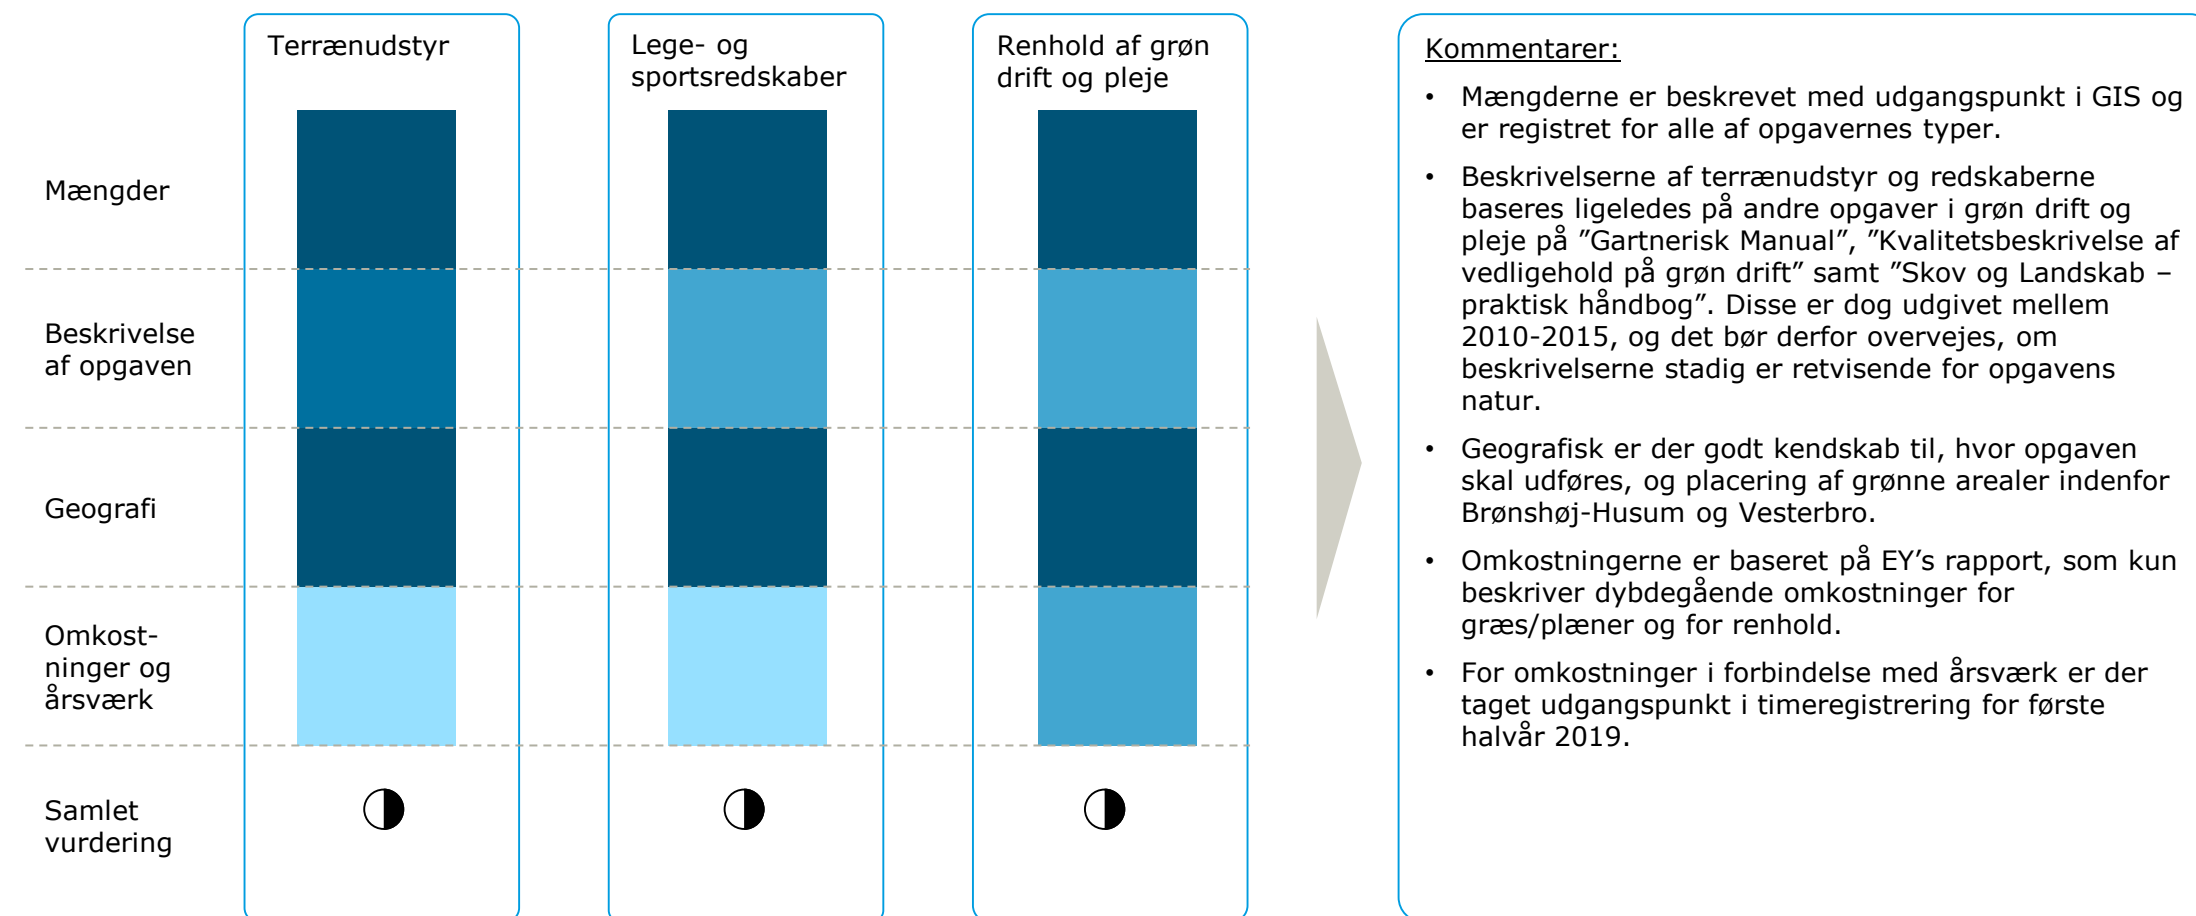 Terrænudstyr
Lege- og
sportsredskaber
Renhold af grøn
drift og pleje
Mængder
Beskrivelse
af opgaven
Geografi
Omkost-
ninger og
årsværk
Samlet
vurdering
Kommentarer:
• Mængderne er beskrevet med udgangspunkt i GIS og
er registret for alle af opgavernes typer.
• Beskrivelserne af terrænudstyr og redskaberne
baseres ligeledes på andre opgaver i grøn drift og
pleje på ”Gartnerisk Manual”, ”Kvalitetsbeskrivelse af
vedligehold på grøn drift” samt ”Skov og Landskab –
praktisk håndbog”. Disse er dog udgivet mellem
2010-2015, og det bør derfor overvejes, om
beskrivelserne stadig er retvisende for opgavens
natur.
• Geografisk er der godt kendskab til, hvor opgaven
skal udføres, og placering af grønne arealer indenfor
Brønshøj-Husum og Vesterbro.
• Omkostningerne er baseret på EY’s rapport, som kun
beskriver dybdegående omkostninger for
græs/plæner og for renhold.
• For omkostninger i forbindelse med årsværk er der
taget udgangspunkt i timeregistrering for første
halvår 2019.